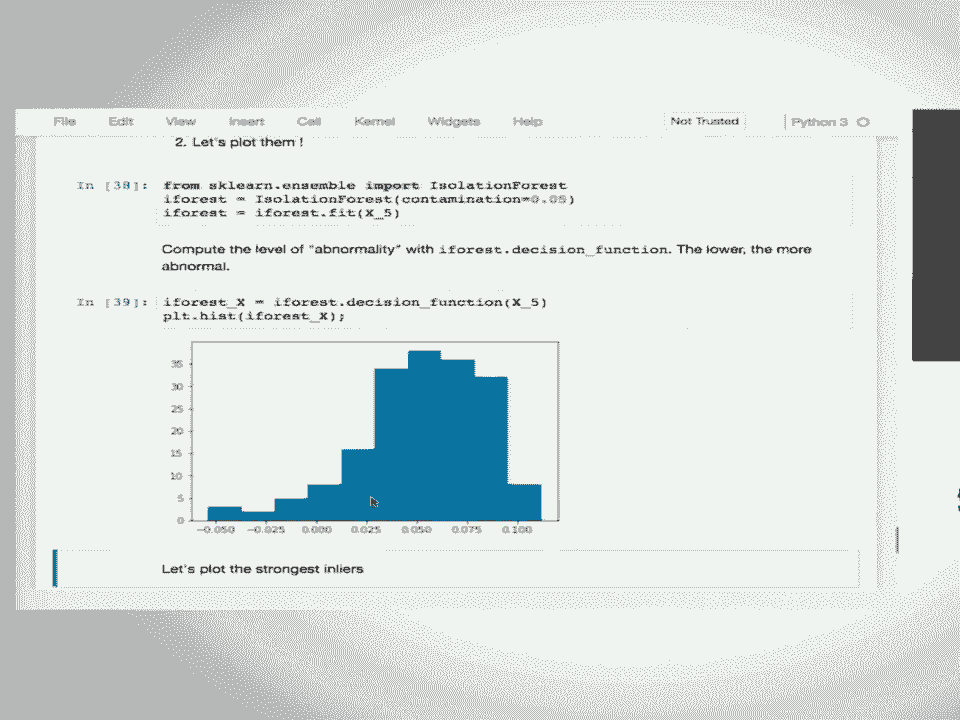 File Edit View Insert Cell Kernel Widgets Help Not Trusted Python 3
2. Let's plot them !
In [38]: from sklearn.ensemble import IsolationForest
iforest = IsolationForest(contamination=0.05)
iforest = iforest.fit(X_5)
Compute the level of "abnormality" with iforest.decision_function. The lower, the more
abnormal.
In [39]: iforest_X = iforest.decision_function(X_5)
plt.hist(iforest_X);
35
30
25
20
15
10
5
0
−0.050 −0.025 0.000 0.025 0.050 0.075 0.100
Let's plot the strongest inliers